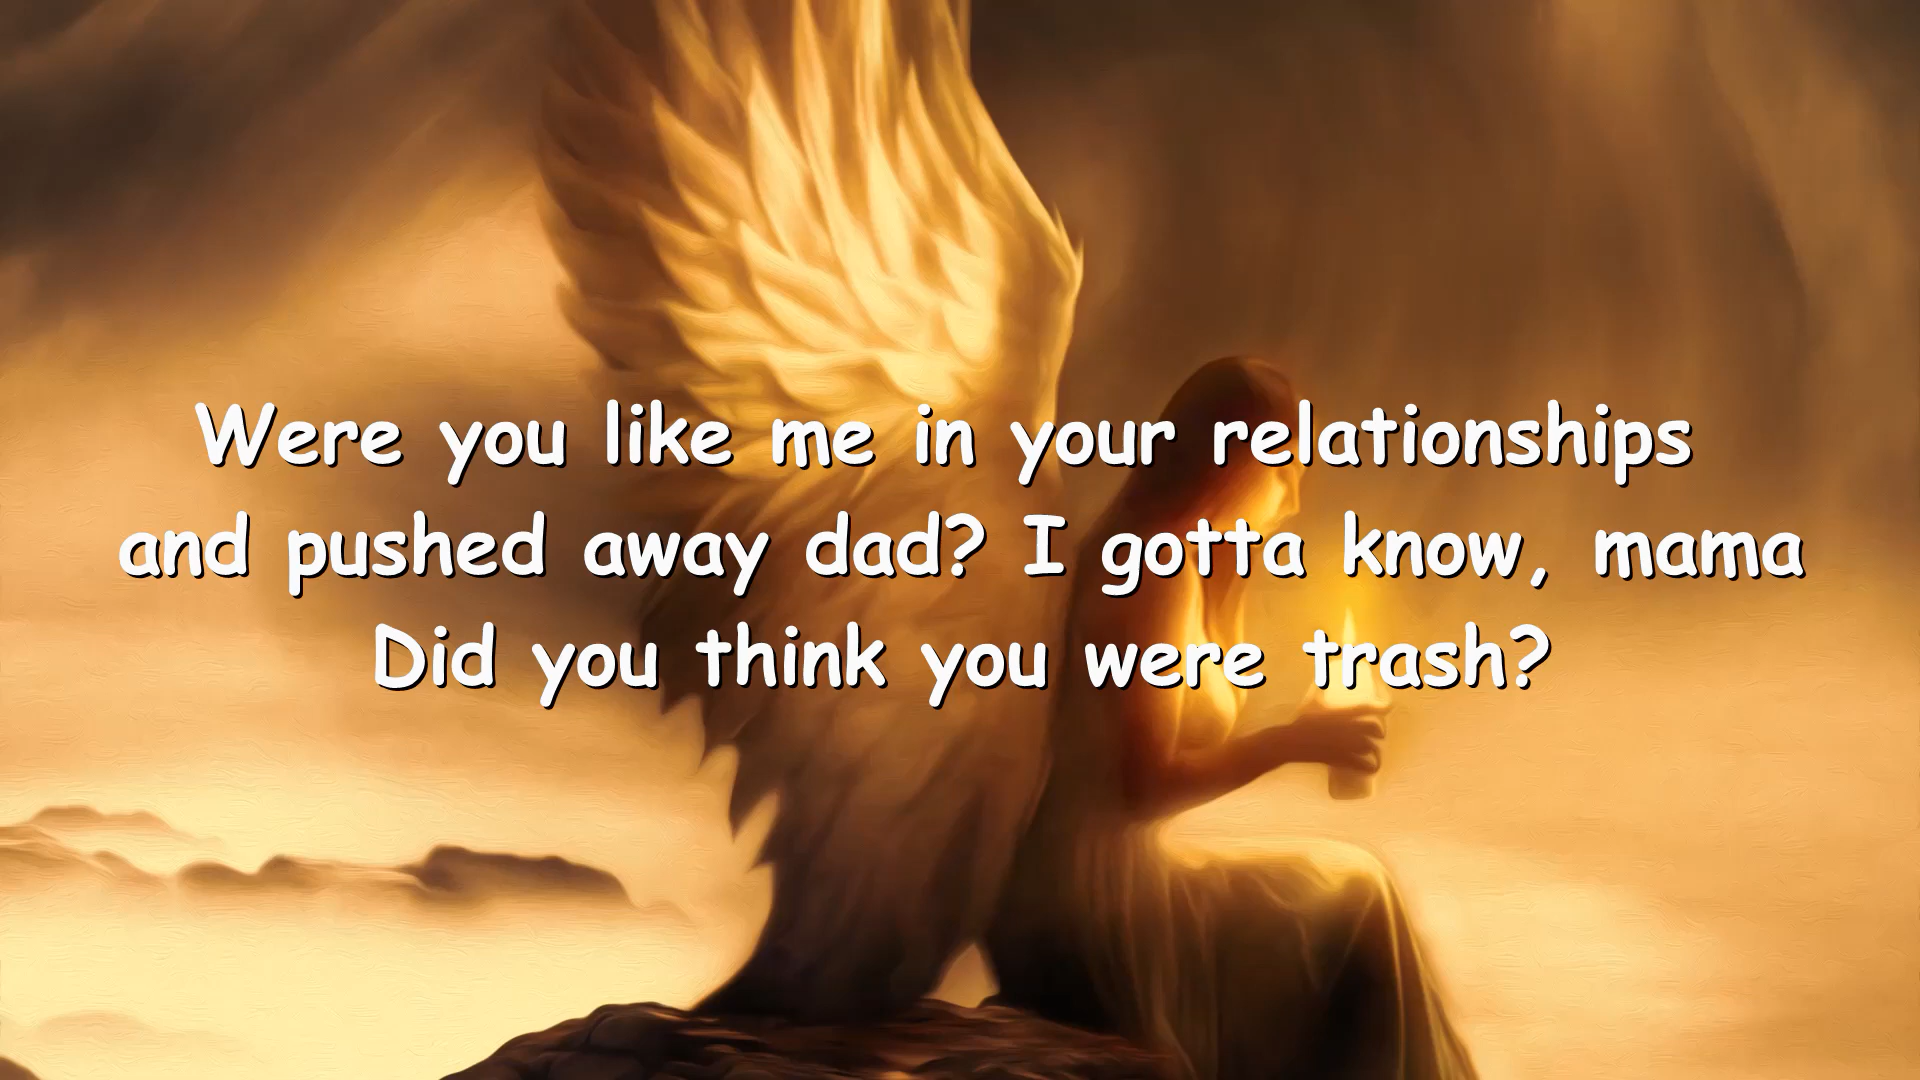 Were you like me in your relationships
and pushed away dad? I gotta know, mama
Did you think you were trash?